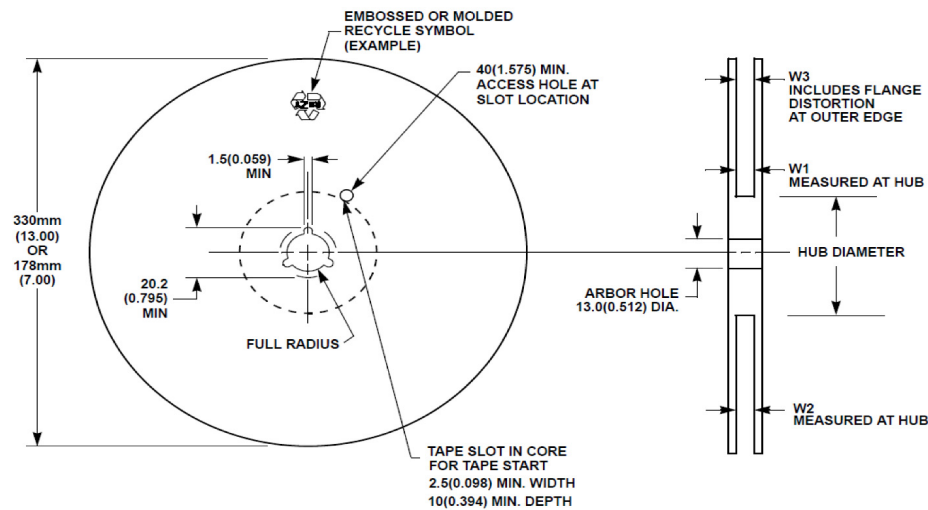 EMBOSSED OR MOLDED
RECYCLE SYMBOL
(EXAMPLE)
40(1.575) MIN.
ACCESS HOLE AT
SLOT LOCATION
1.5(0.059)
MIN
330mm
(13.00)
OR
178mm
(7.00)
20.2
(0.795)
MIN
FULL RADIUS
TAPE SLOT IN CORE
FOR TAPE START
2.5(0.098) MIN. WIDTH
10(0.394) MIN. DEPTH
W3
INCLUDES FLANGE
DISTORTION
AT OUTER EDGE
W1
MEASURED AT HUB
HUB DIAMETER
ARBOR HOLE
13.0(0.512) DIA.
W2
MEASURED AT HUB